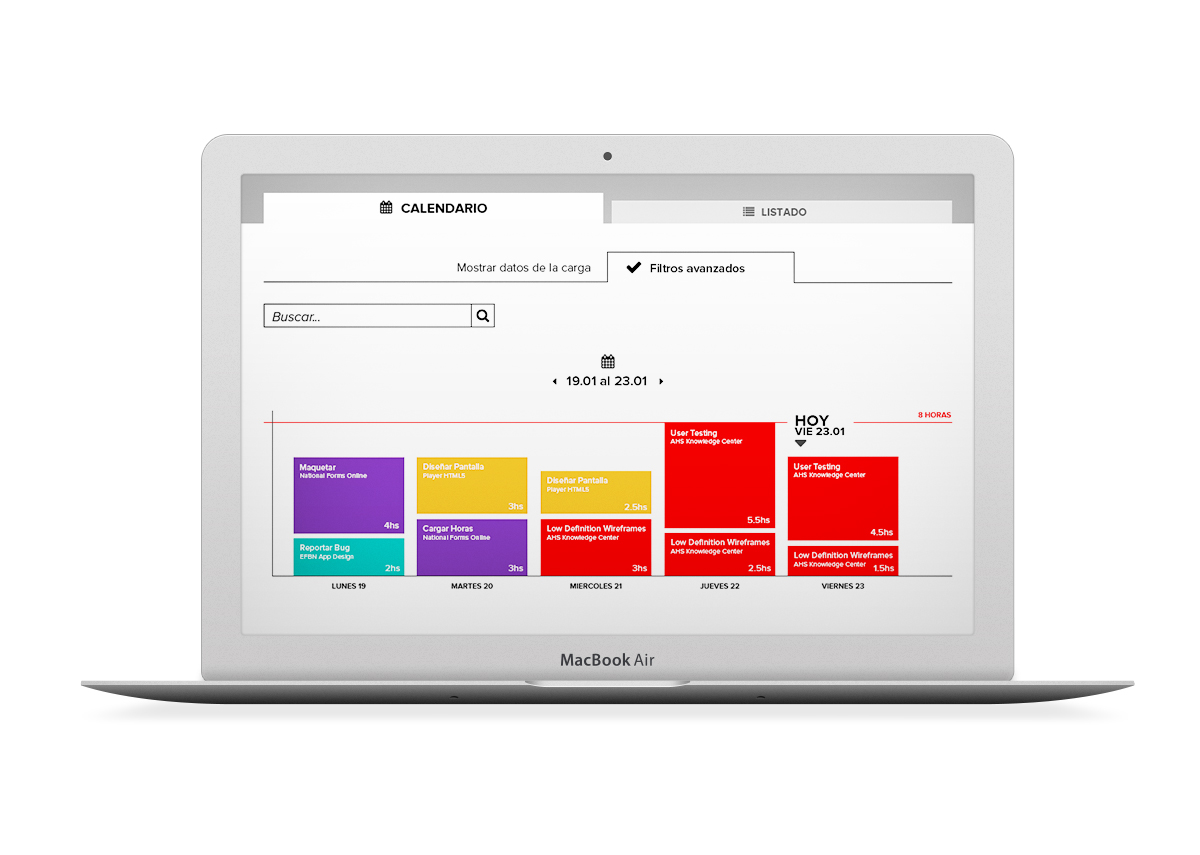 CALENDARIO
LISTADO
Mostrar datos de la carga
Filtros avanzados
Buscar...
19.01 al 23.01
8 HORAS
HOY
VIE 23.01
Maquetar
National Forms Online
4hs
Reportar Bug
EFBN App Design
2hs
Diseñar Pantalla
Player HTML5
3hs
Cargar Horas
National Forms Online
3hs
Diseñar Pantalla
Player HTML5
2.5hs
Low Definition Wireframes
AHS Knowledge Center
3hs
User Testing
AHS Knowledge Center
5.5hs
Low Definition Wireframes
AHS Knowledge Center
2.5hs
User Testing
AHS Knowledge Center
4.5hs
Low Definition Wireframes
AHS Knowledge Center
1.5hs
LUNES 19
MARTES 20
MIERCOLES 21
JUEVES 22
VIERNES 23
MacBook Air